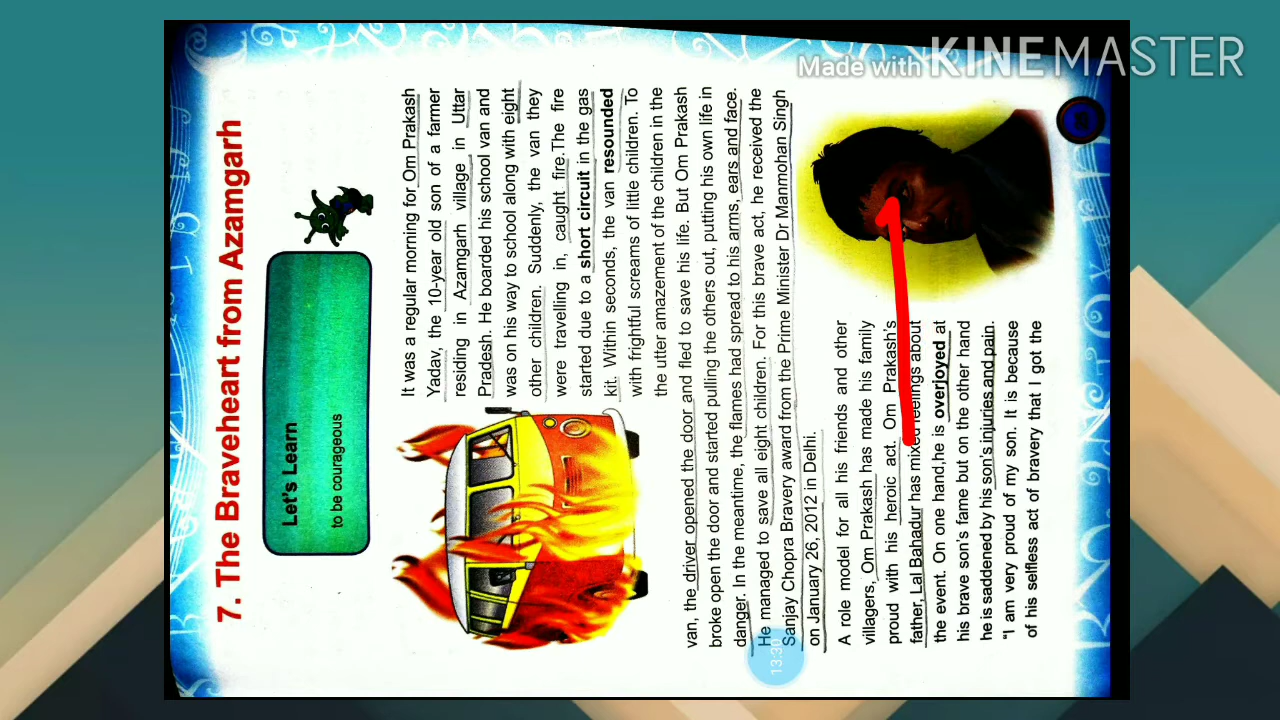 Made with KINEMASTER
7. The Braveheart from Azamgarh
Let's Learn
to be courageous
It was a regular morning for Om Prakash
Yadav, the 10-year old son of a farmer
residing in Azamgarh village in Uttar
Pradesh. He boarded his school van and
was on his way to school along with eight
other children. Suddenly, the van they
were travelling in, caught fire.The fire
started due to a short circuit in the gas
kit. Within seconds, the van resounded
with frightful screams of little children. To
the utter amazement of the children in the
van, the driver opened the door and fled to save his life. But Om Prakash
broke open the door and started pulling the others out, putting his own life in
danger. In the meantime, the flames had spread to his arms, ears and face.
He managed to save all eight children. For this brave act, he received the
Sanjay Chopra Bravery award from the Prime Minister Dr Manmohan Singh
on January 26, 2012 in Delhi.
A role model for all his friends and other
villagers, Om Prakash has made his family
proud with his heroic act. Om Prakash's
father, Lal Bahadur has mixed feelings about
the event. On one hand,he is overjoyed at
his brave son's fame but on the other hand
he is saddened by his son's injuries and pain.
"I am very proud of my son. It is because
of his selfless act of bravery that I got the
13:30